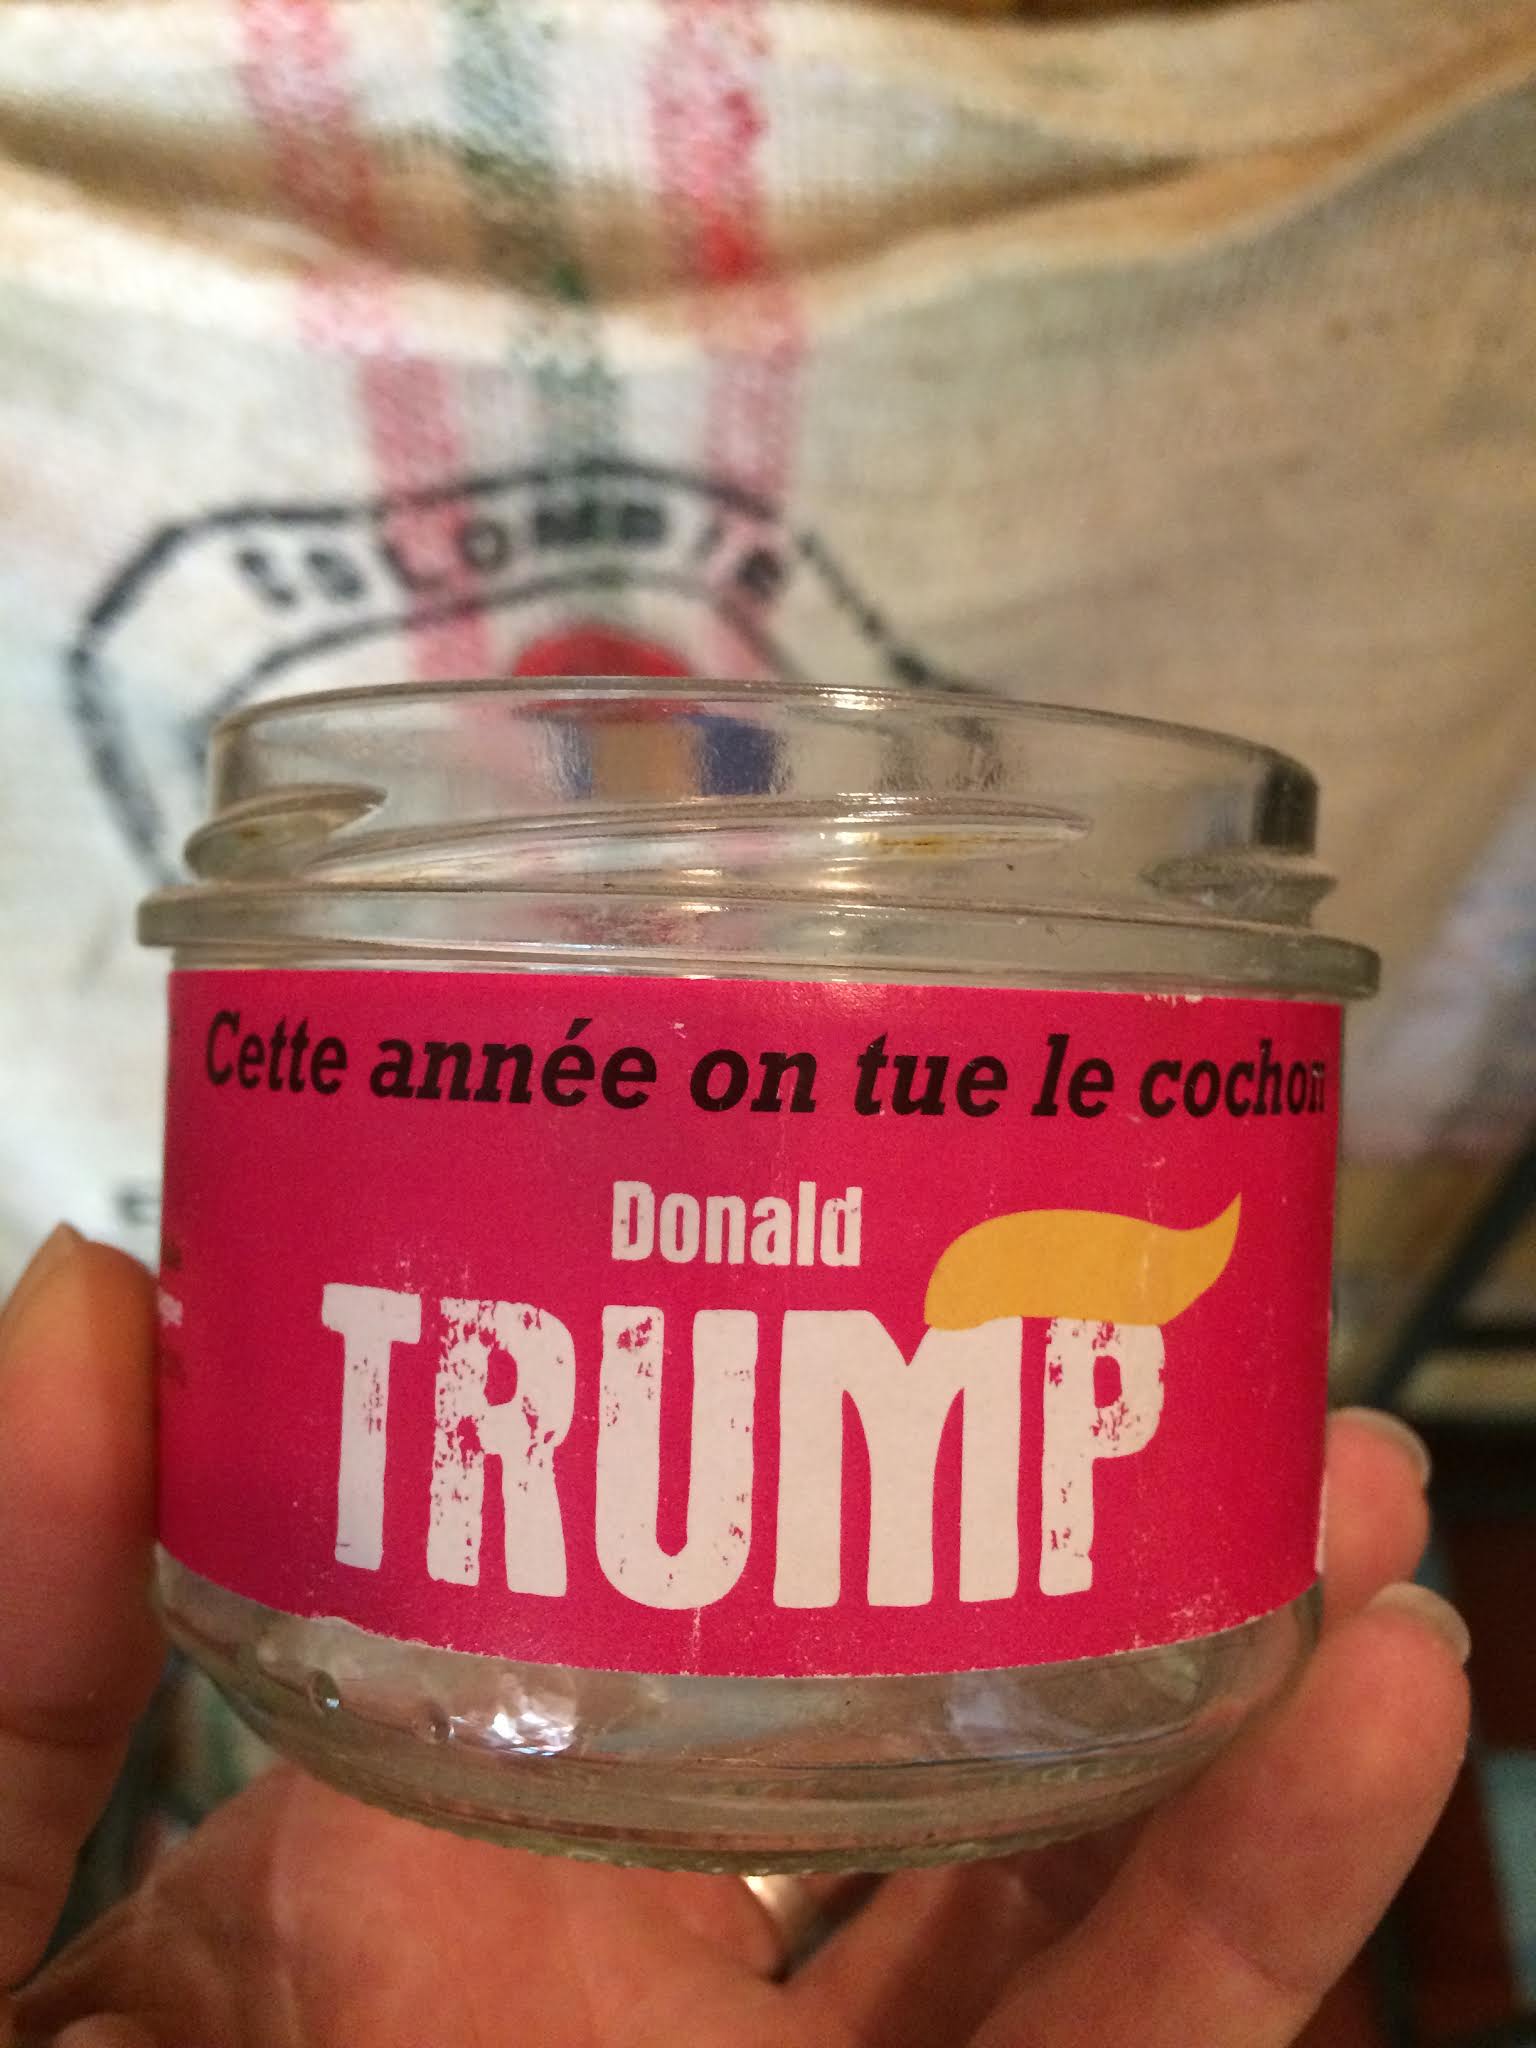 Cette année on tue le cochon
Donald
TRUMP